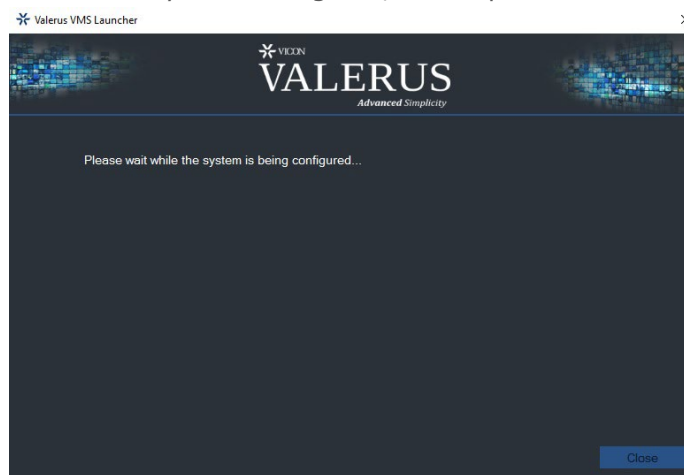 Valerus VMS Launcher
VICON
VALERUS
Advanced Simplicity
Please wait while the system is being configured...
Close